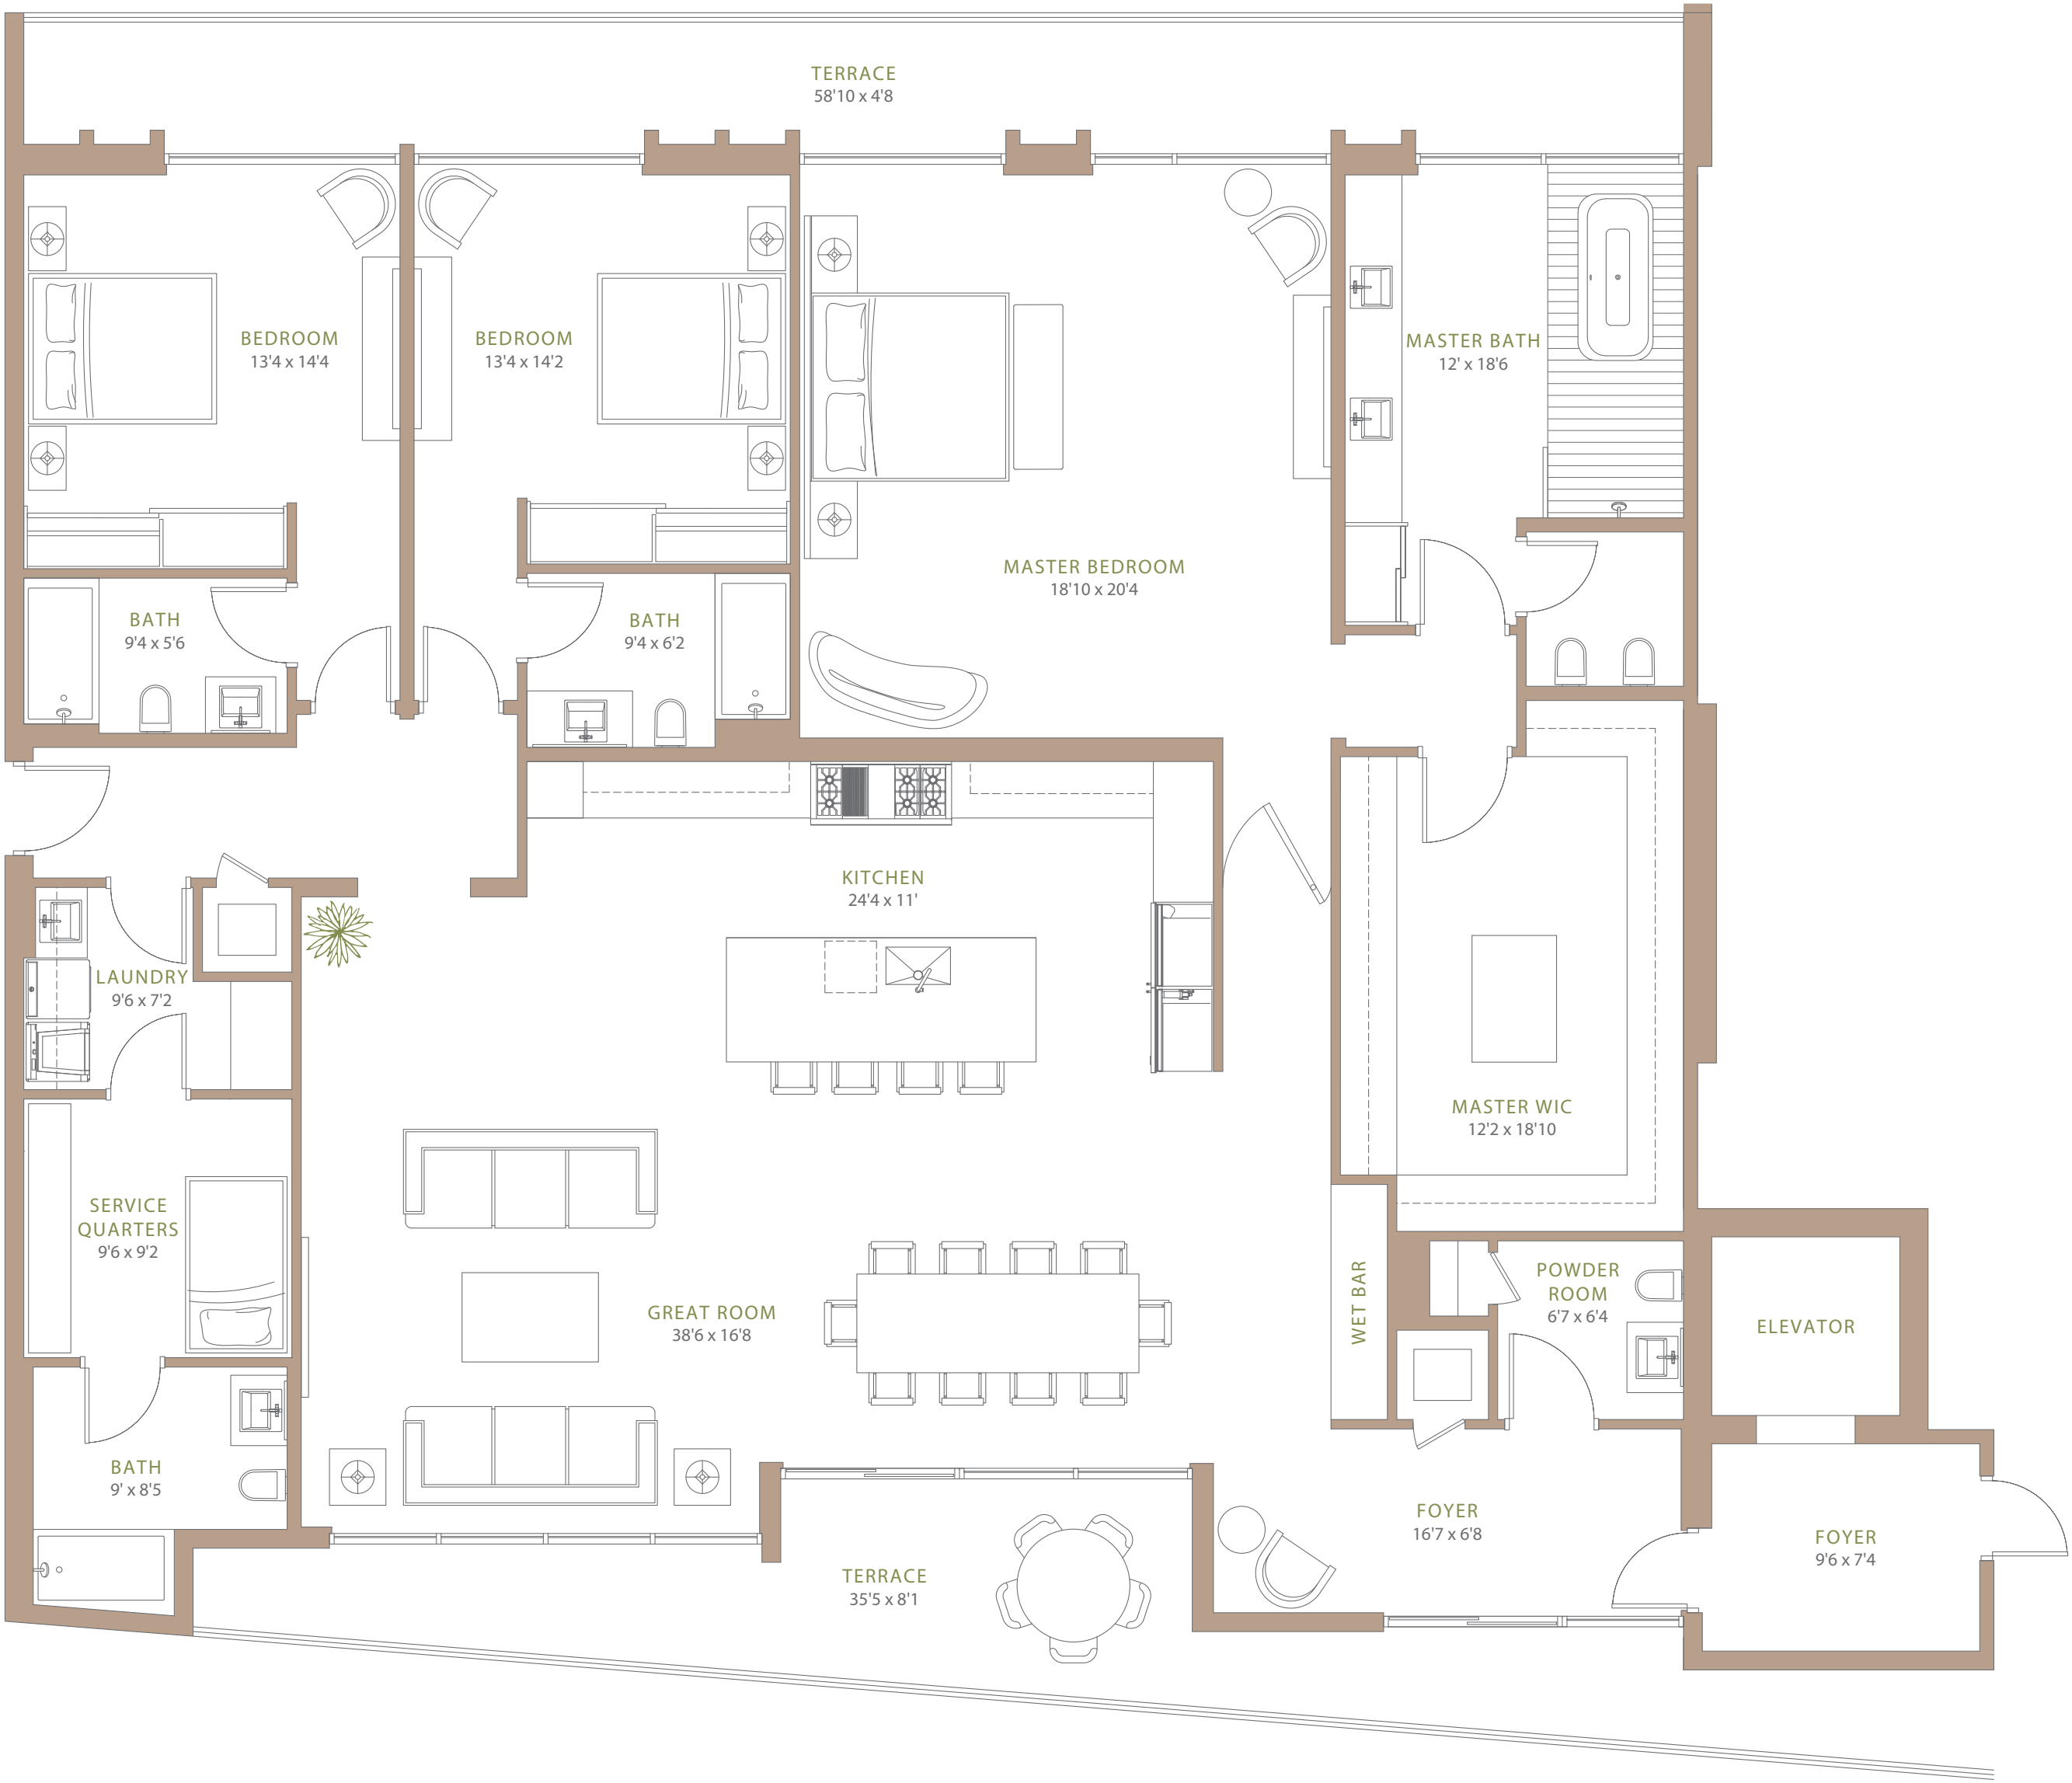 TERRACE
58'10 x 4'8
BEDROOM
13'4 x 14'4
BEDROOM
13'4 x 14'2
MASTER BATH
12' x 18'6
MASTER BEDROOM
18'10 x 20'4
BATH
9'4 x 5'6
BATH
9'4 x 6'2
KITCHEN
24'4 x 11'
LAUNDRY
9'6 x 7'2
MASTER WIC
12'2 x 18'10
SERVICE
QUARTERS
9'6 x 9'2
GREAT ROOM
38'6 x 16'8
WET BAR
POWDER
ROOM
6'7 x 6'4
ELEVATOR
BATH
9' x 8'5
FOYER
16'7 x 6'8
FOYER
9'6 x 7'4
TERRACE
35'5 x 8'1